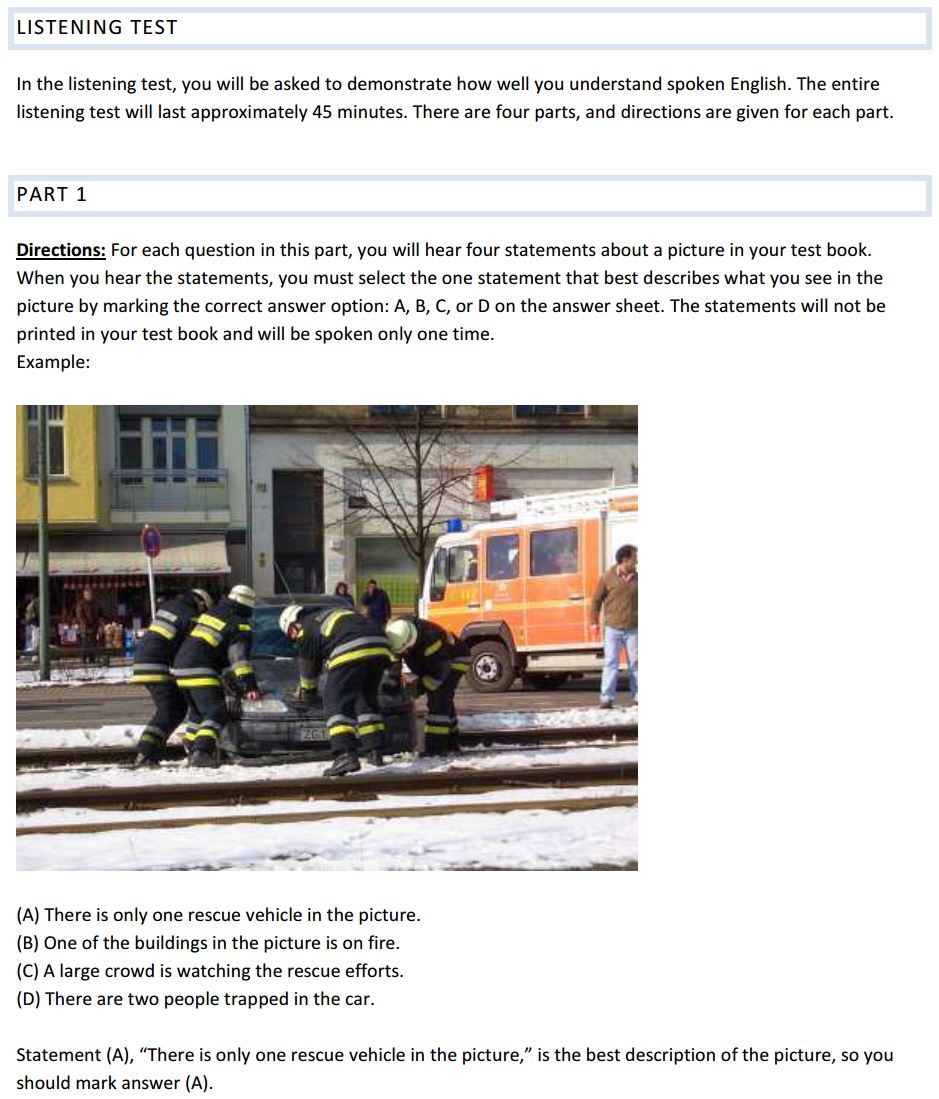 LISTENING TEST
In the listening test, you will be asked to demonstrate how well you understand spoken English. The entire
listening test will last approximately 45 minutes. There are four parts, and directions are given for each part.
PART 1
Directions: For each question in this part, you will hear four statements about a picture in your test book.
When you hear the statements, you must select the one statement that best describes what you see in the
picture by marking the correct answer option: A, B, C, or D on the answer sheet. The statements will not be
printed in your test book and will be spoken only one time.
Example:
(A) There is only one rescue vehicle in the picture.
(B) One of the buildings in the picture is on fire.
(C) A large crowd is watching the rescue efforts.
(D) There are two people trapped in the car.
Statement (A), “There is only one rescue vehicle in the picture,” is the best description of the picture, so you
should mark answer (A).